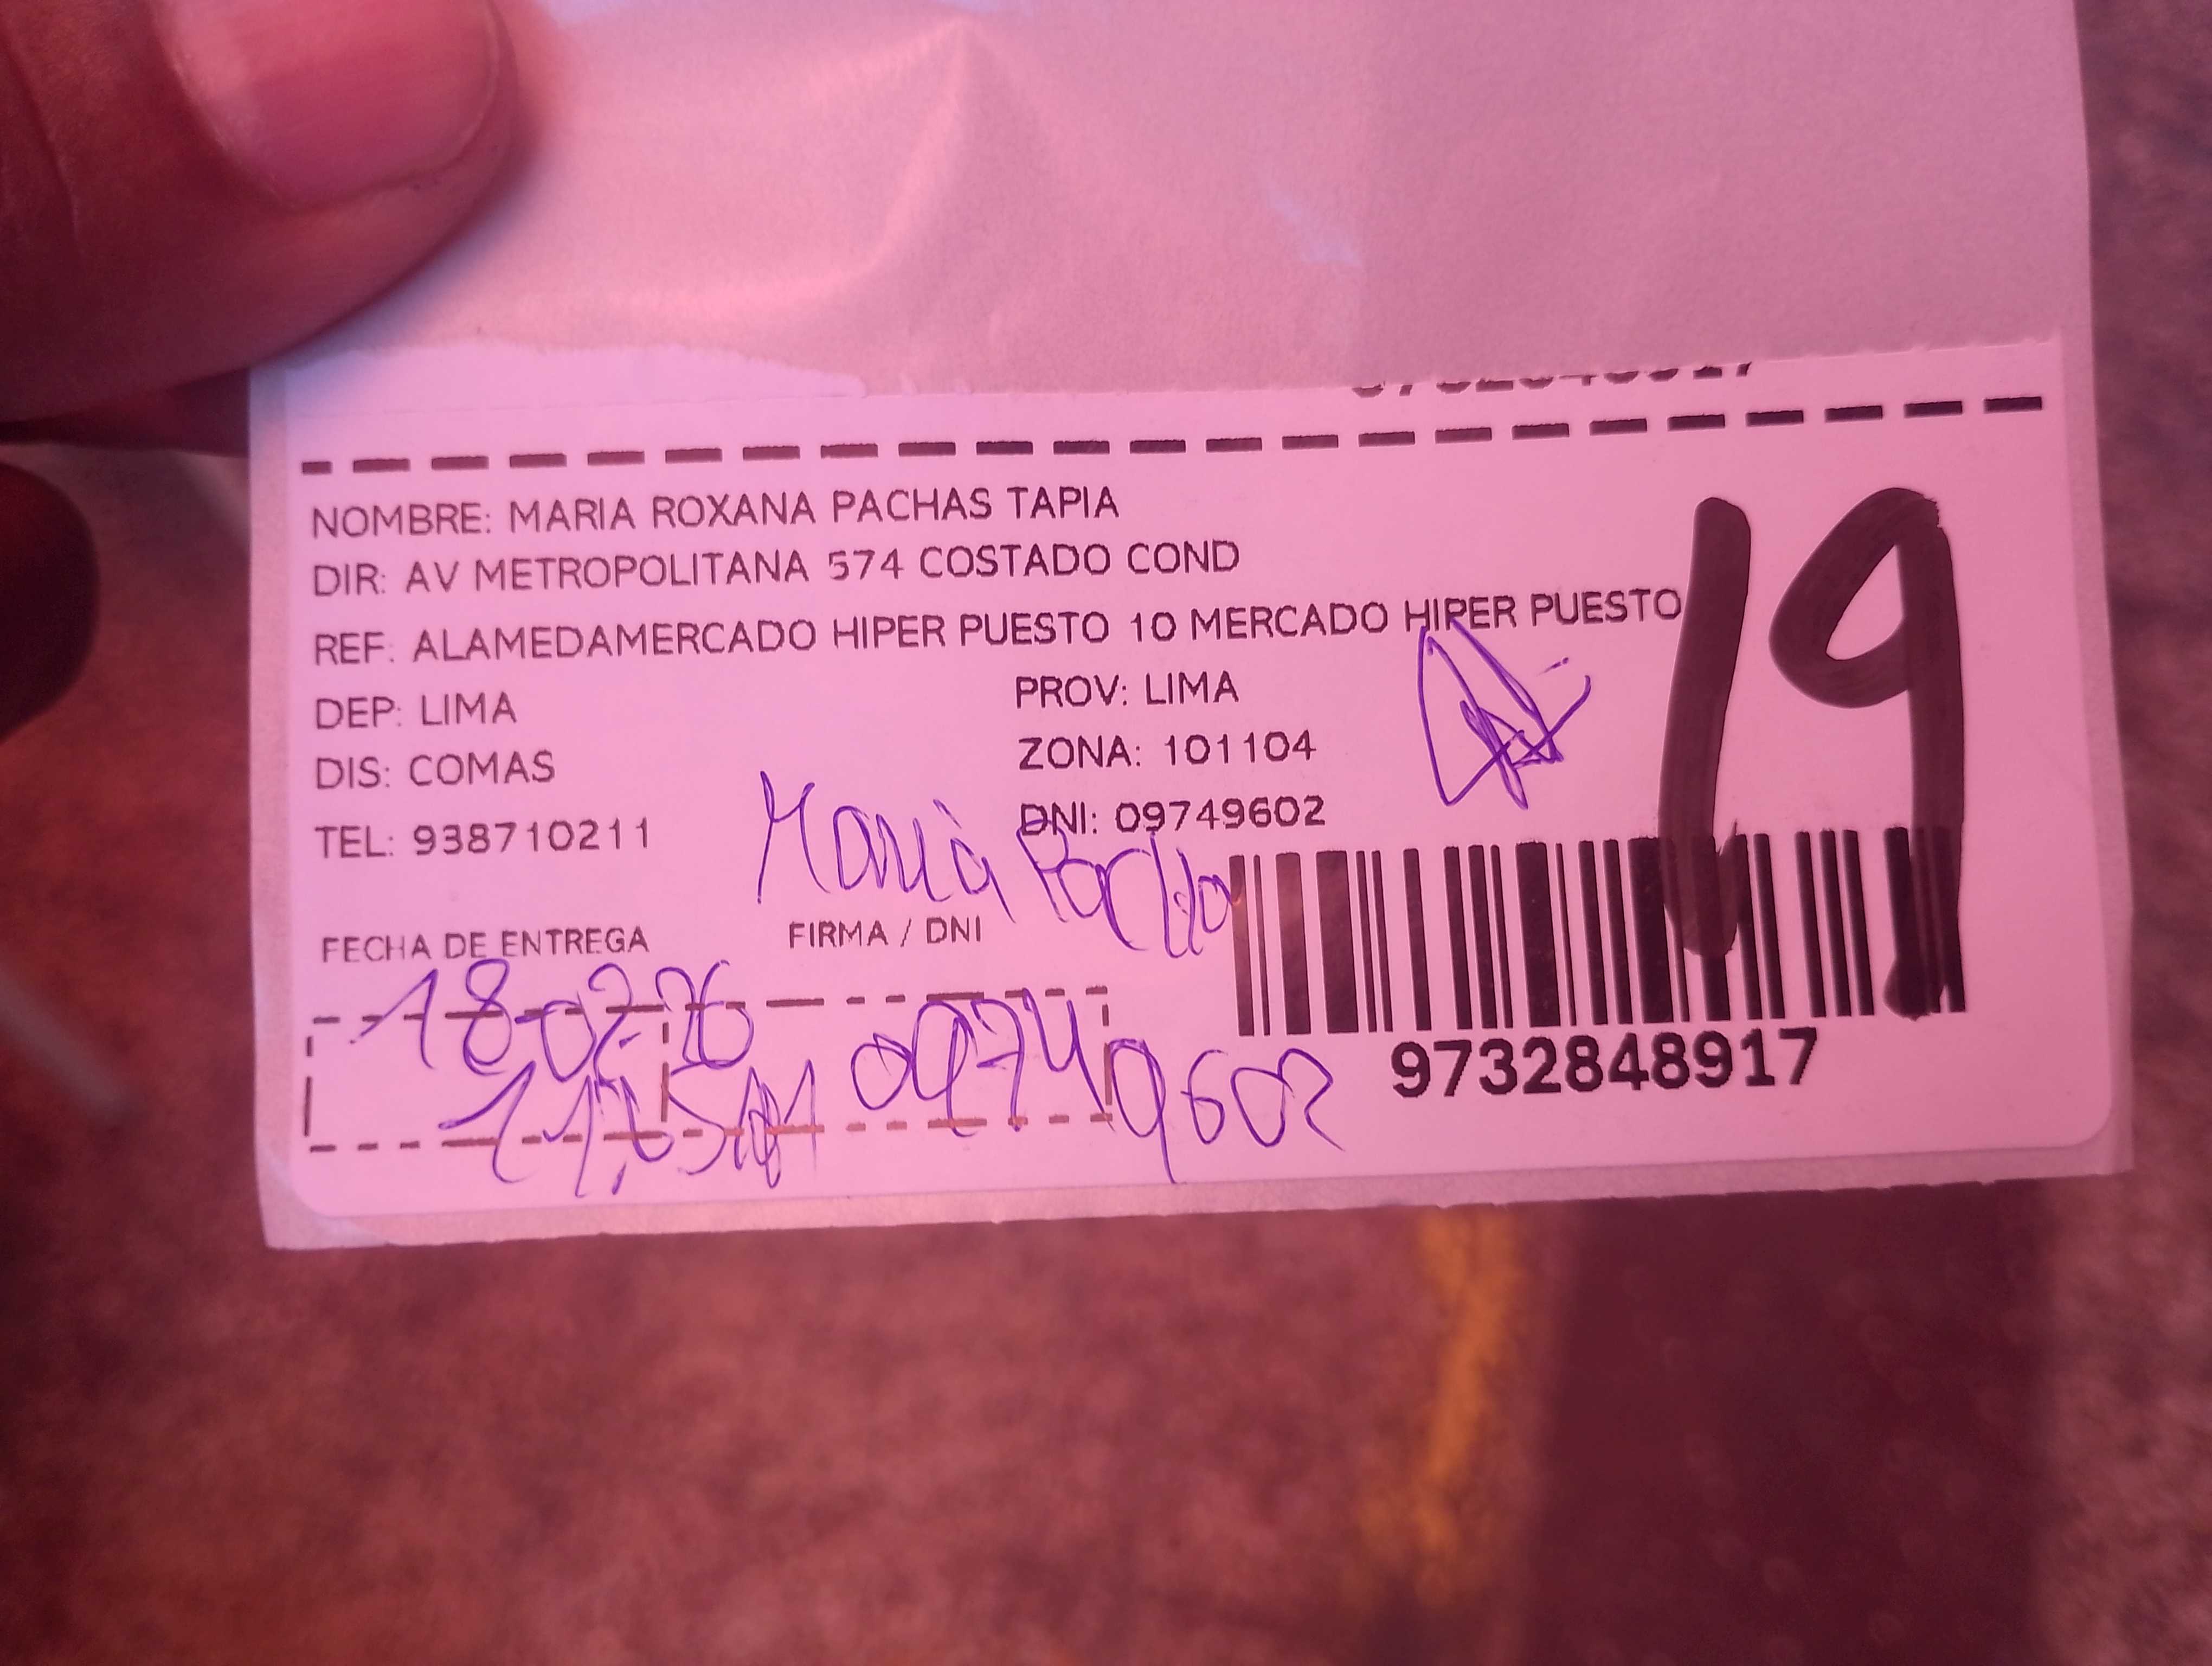 NOMBRE: MARIA ROXANA PACHAS TAPIA
DIR: AV METROPOLITANA 574 COSTADO COND
REF: ALAMEDAMERCADO HIPER PUESTO 10 MERCADO HIPER PUESTO
19
DEP: LIMA
PROV: LIMA
DIS: COMAS
ZONA: 101104
TEL: 938710211
DNI: 09749602
Maria
FECHA DE ENTREGA
FIRMA / DNI
18-02-26
09749602
9732848917